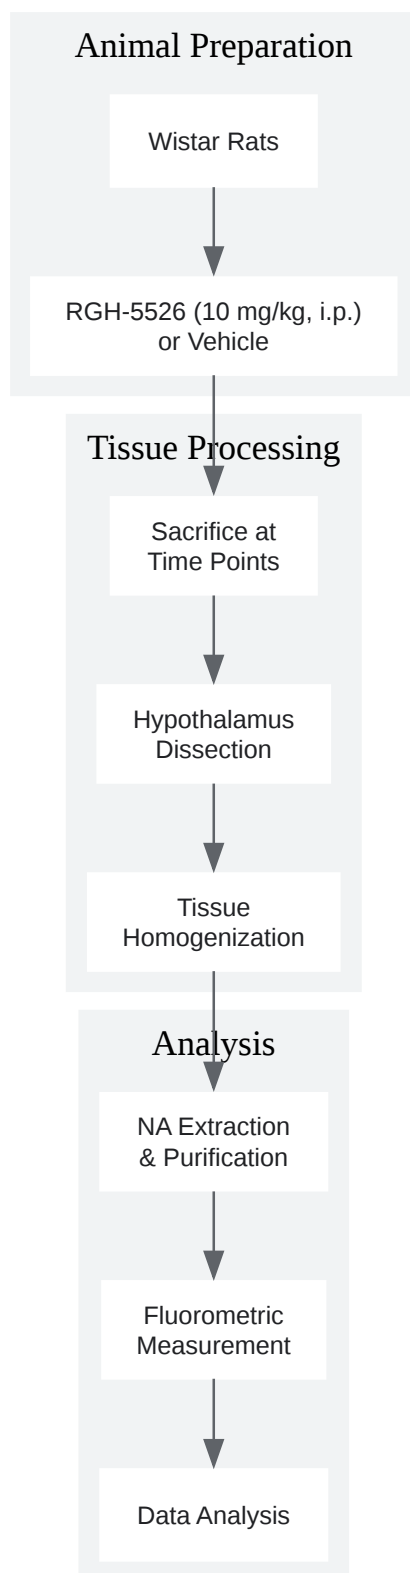 Animal Preparation
Wistar Rats
RGH-5526 (10 mg/kg, i.p.)
or Vehicle
Tissue Processing
Sacrifice at
Time Points
Hypothalamus
Dissection
Tissue
Homogenization
Analysis
NA Extraction
& Purification
Fluorometric
Measurement
Data Analysis